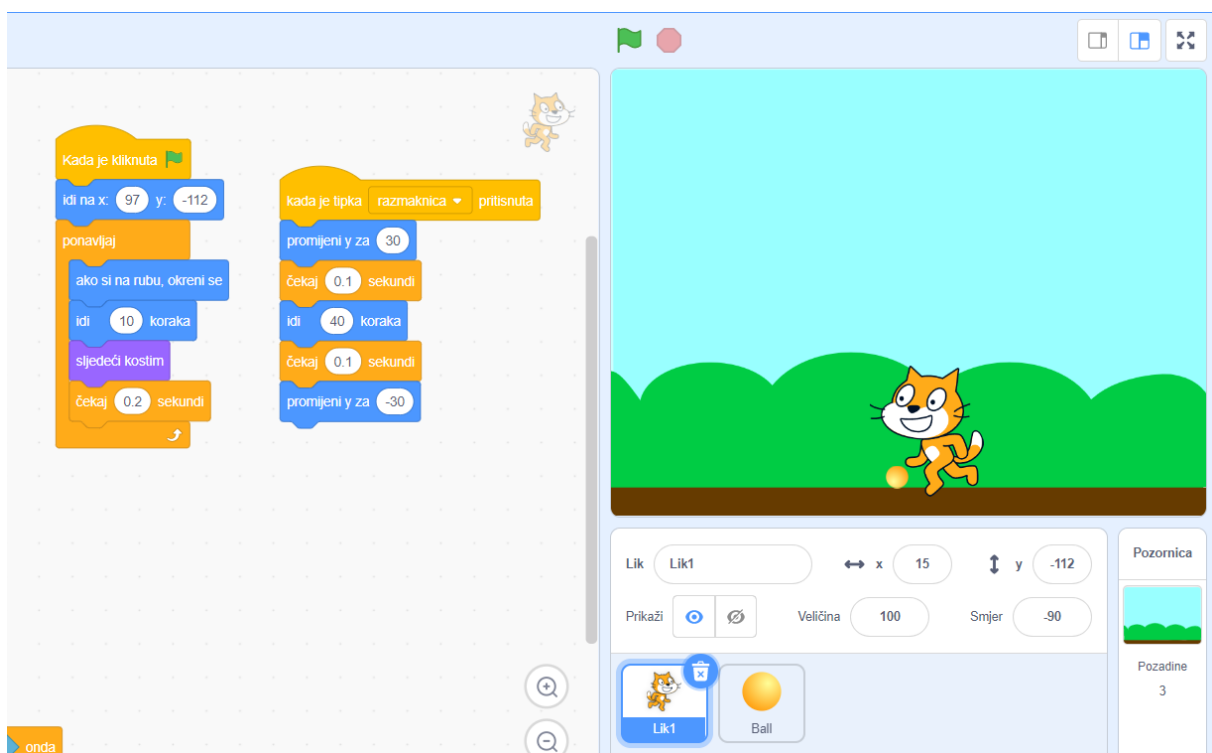 Kada je kliknuta
idi na x: 97 y: -112
ponavljaj
ako si na rubu, okreni se
idi 10 koraka
sljedeći kostim
čekaj 0.2 sekundi
kada je tipka razmaknica pritisnuta
promijeni y za 30
čekaj 0.1 sekundi
idi 40 koraka
čekaj 0.1 sekundi
promijeni y za -30
onda
Lik Lik1 x 15 y -112
Prikaži Veličina 100 Smjer -90
Lik1
Ball
Pozornica
Pozadine
3